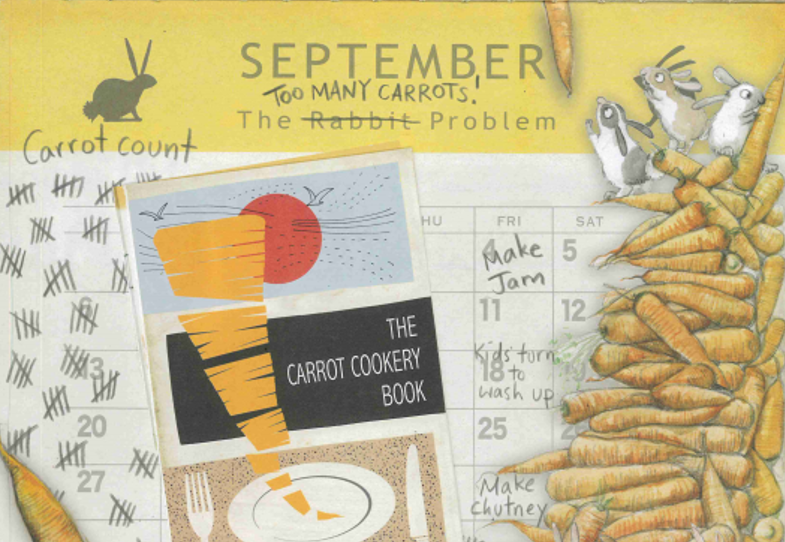 SEPTEMBER
TOO MANY CARROTS!
The Rabbit Problem
Carrot count
HU FRI SAT
4 5
Make
Jam
6 11 12
13 18
Kids' turn
to
wash up
20 25
27
Make
chutney
THE
CARROT COOKERY
BOOK